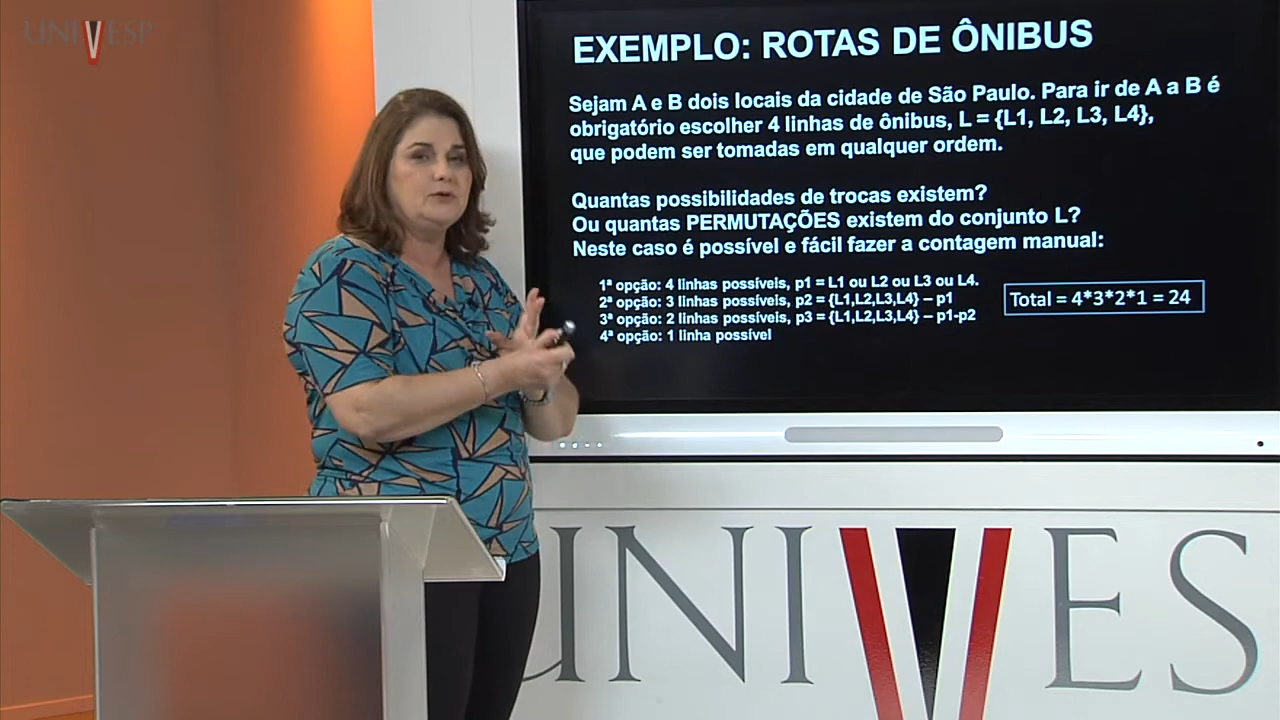 UNIVESP
EXEMPLO: ROTAS DE ÔNIBUS
Sejam A e B dois locais da cidade de São Paulo. Para ir de A a B é
obrigatório escolher 4 linhas de ônibus, L = {L1, L2, L3, L4},
que podem ser tomadas em qualquer ordem.
Quantas possibilidades de trocas existem?
Ou quantas PERMUTAÇÕES existem do conjunto L?
Neste caso é possível e fácil fazer a contagem manual:
1ª opção: 4 linhas possíveis, p1 = L1 ou L2 ou L3 ou L4.
2ª opção: 3 linhas possíveis, p2 = {L1,L2,L3,L4} – p1
3ª opção: 2 linhas possíveis, p3 = {L1,L2,L3,L4} – p1-p2
4ª opção: 1 linha possível
Total = 4*3*2*1 = 24
UNIVES